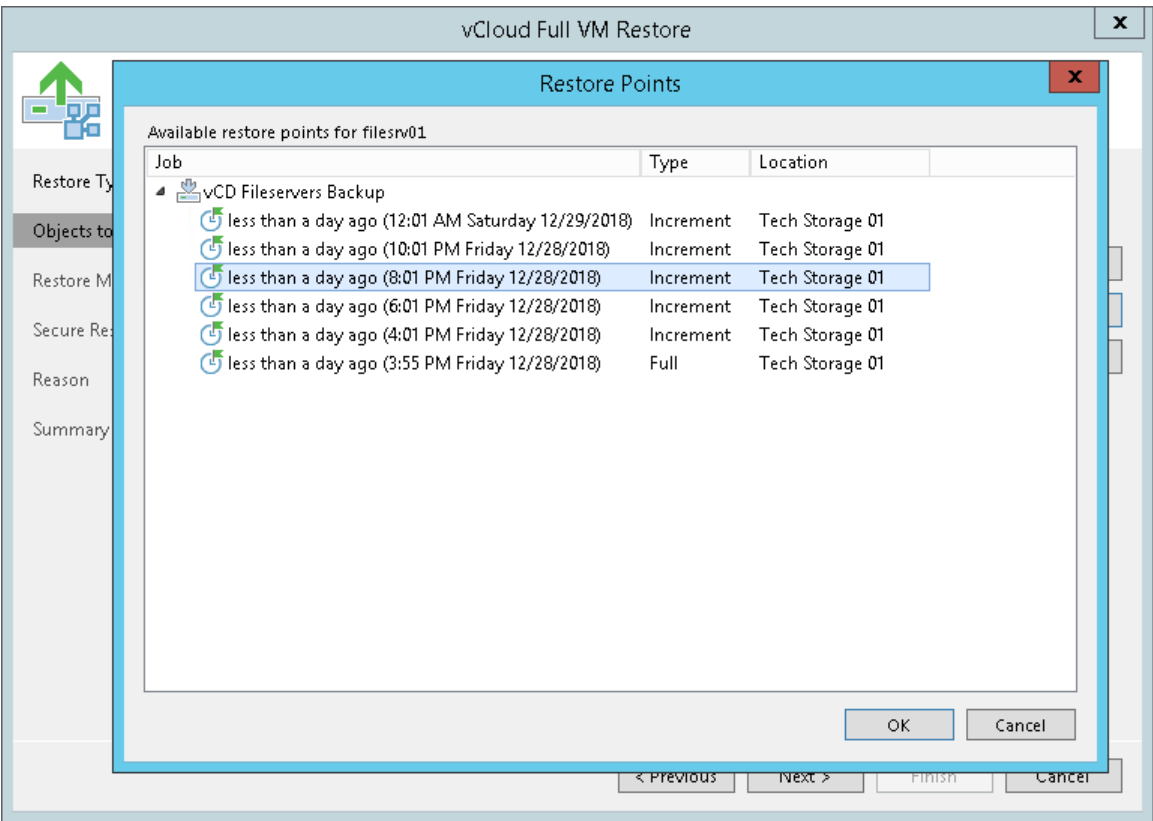 vCloud Full VM Restore
x
Restore Points
x
Available restore points for filesrv01
Job Type Location
vCD Fileservers Backup
less than a day ago (12:01 AM Saturday 12/29/2018) Increment Tech Storage 01
less than a day ago (10:01 PM Friday 12/28/2018) Increment Tech Storage 01
less than a day ago (8:01 PM Friday 12/28/2018) Increment Tech Storage 01
less than a day ago (6:01 PM Friday 12/28/2018) Increment Tech Storage 01
less than a day ago (4:01 PM Friday 12/28/2018) Increment Tech Storage 01
less than a day ago (3:55 PM Friday 12/28/2018) Full Tech Storage 01
Restore Ty
Objects to
Restore M
Secure Re
Reason
Summary
OK Cancel
< Previous Next > Finish Cancel